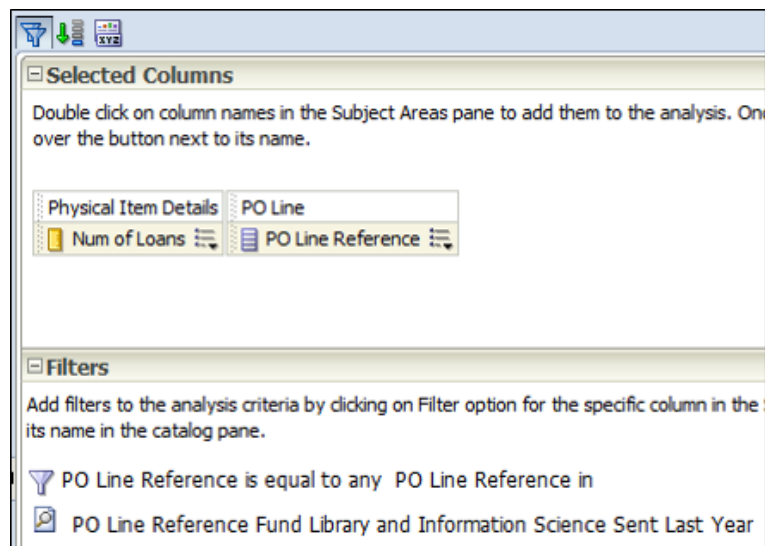 XYZ
Selected Columns
Double click on column names in the Subject Areas pane to add them to the analysis.
over the button next to its name.
Physical Item Details PO Line
Num of Loans PO Line Reference
Filters
Add filters to the analysis criteria by clicking on Filter option for the specific column in the
its name in the catalog pane.
PO Line Reference is equal to any PO Line Reference in
PO Line Reference Fund Library and Information Science Sent Last Year